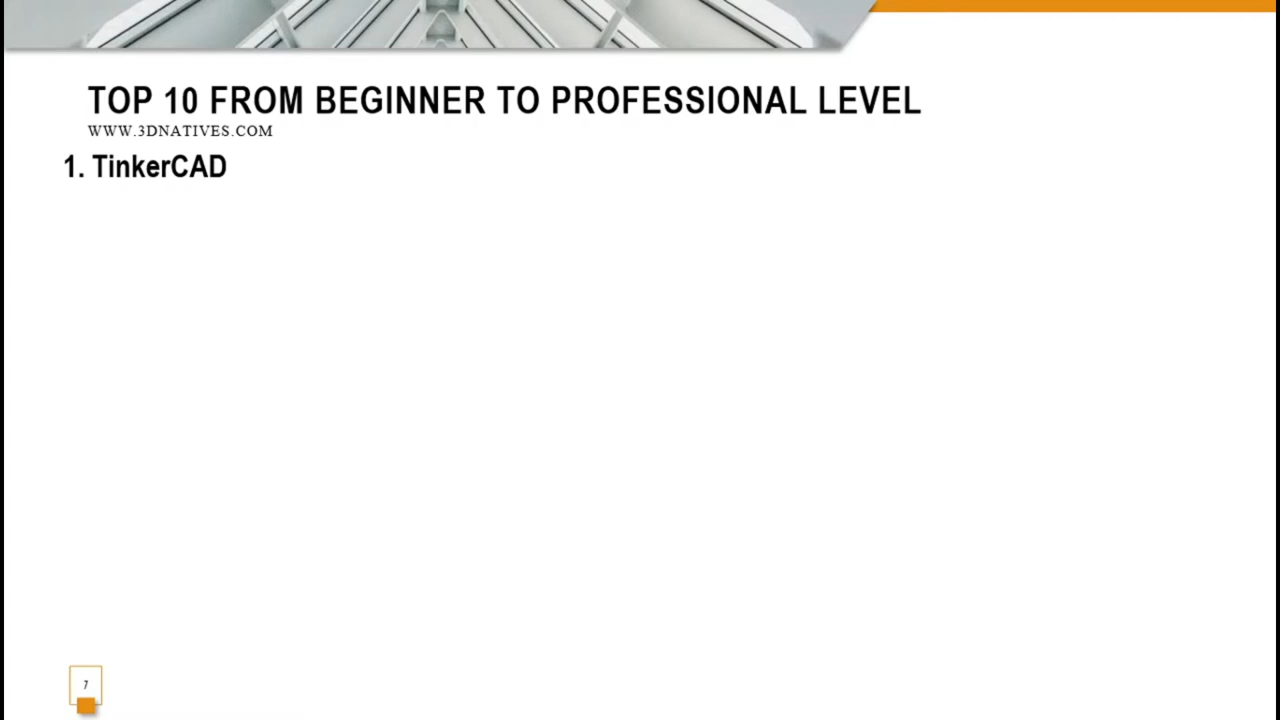 TOP 10 FROM BEGINNER TO PROFESSIONAL LEVEL
WWW.3DNATIVES.COM
1. TinkerCAD
7